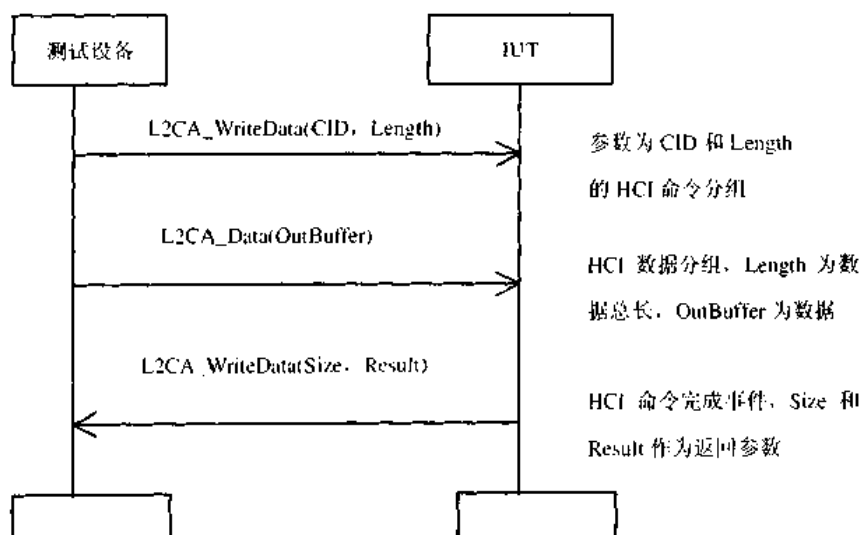 测试设备
IUT
L2CA_WriteData(CID, Length)
参数为 CID 和 Length
的 HCI 命令分组
L2CA_Data(OutBuffer)
HCI 数据分组、Length 为数
据总长, OutBuffer 为数据
L2CA_WriteData(Size, Result)
HCI 命令完成事件, Size 和
Result 作为返回参数